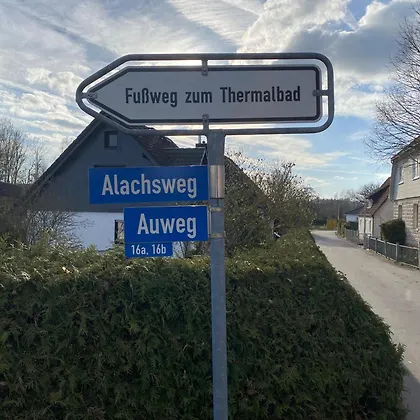 Fußweg zum Thermalbad
Alachsweg
Auweg
16a, 16b